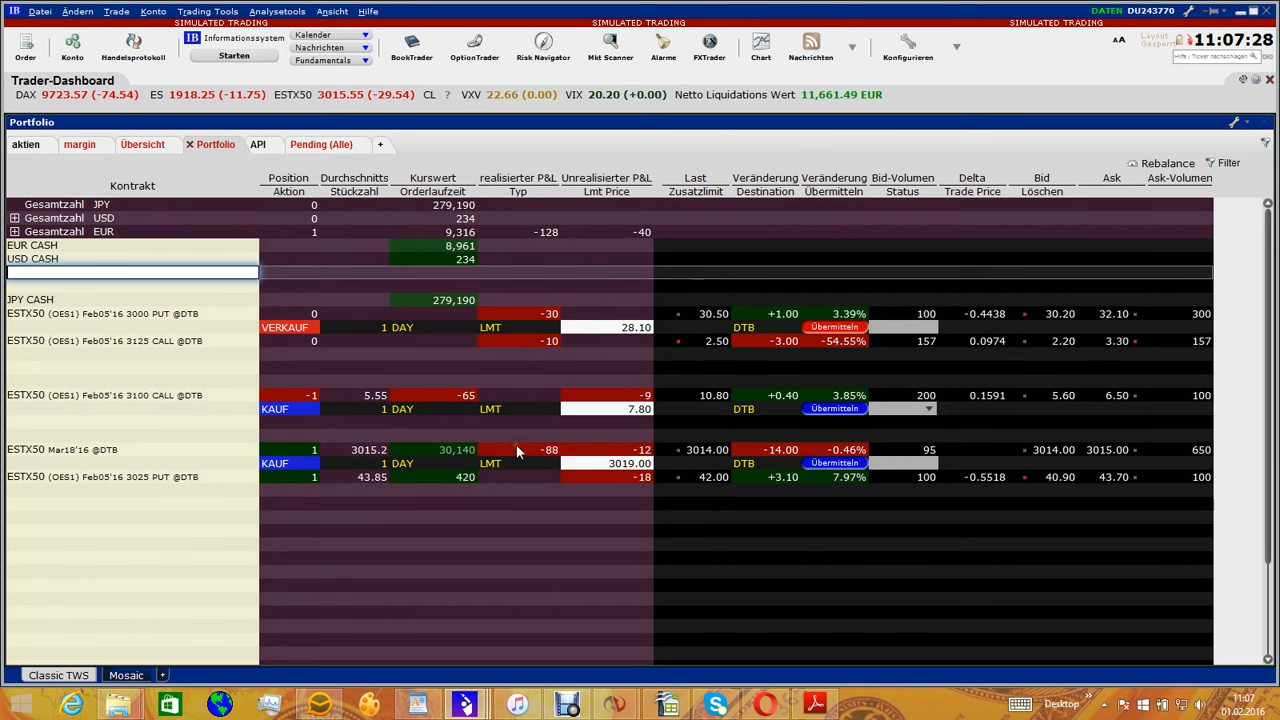 IB Datei Ändern Trade Konto Trading Tools Analysetools Ansicht Hilfe DATEN DU243770
SIMULATED TRADING SIMULATED TRADING SIMULATED TRADING
IB Informationssystem Kalender Layout
Starten Nachrichten Gesperrt 11:07:28
Fundamentals Hilfe / Ticker nachschlagen
Order Konto Handelsprotokoll BookTrader OptionTrader Risk Navigator Mkt Scanner Alarme FXTrader Chart Nachrichten Konfigurieren AA
Trader-Dashboard
DAX 9723.57 (-74.54) ES 1918.25 (-11.75) ESTX50 3015.55 (-29.54) CL ? VXV 22.66 (0.00) VIX 20.20 (+0.00) Netto Liquidations Wert 11,661.49 EUR
Portfolio
aktien margin Übersicht Portfolio API Pending (Alle) +
Rebalance Filter
Kontrakt Position Durchschnitts Kurswert realisierter P&L Unrealisierter P&L Last Veränderung Veränderung Bid-Volumen Delta Bid Ask Ask-Volumen
Aktion Stückzahl Orderlaufzeit Typ Lmt Price Zusatzlimit Destination Übermitteln Status Trade Price Löschen
Gesamtzahl JPY 0 279,190
Gesamtzahl USD 0 234
Gesamtzahl EUR 1 9,316 -128 -40
EUR CASH 8,961
USD CASH 234
JPY CASH 279,190
ESTX50 (OES1) Feb05'16 3000 PUT @DTB 0 -30 30.50 +1.00 3.39% 100 -0.4438 30.20 32.10 300
VERKAUF 1 DAY LMT 28.10 DTB Übermitteln
ESTX50 (OES1) Feb05'16 3125 CALL @DTB 0 -10 2.50 -3.00 -54.55% 157 0.0974 2.20 3.30 157
ESTX50 (OES1) Feb05'16 3100 CALL @DTB -1 5.55 -65 -9 10.80 +0.40 3.85% 200 0.1591 5.60 6.50 100
KAUF 1 DAY LMT 7.80 DTB Übermitteln
ESTX50 Mar18'16 @DTB 1 3015.2 30,140 -88 -12 3014.00 -14.00 -0.46% 95 3014.00 3015.00 650
KAUF 1 DAY LMT 3019.00 DTB Übermitteln
ESTX50 (OES1) Feb05'16 3025 PUT @DTB 1 43.85 420 -18 42.00 +3.10 7.97% 100 -0.5518 40.90 43.70 100
Classic TWS Mosaic +
Desktop 11:07
01.02.2016